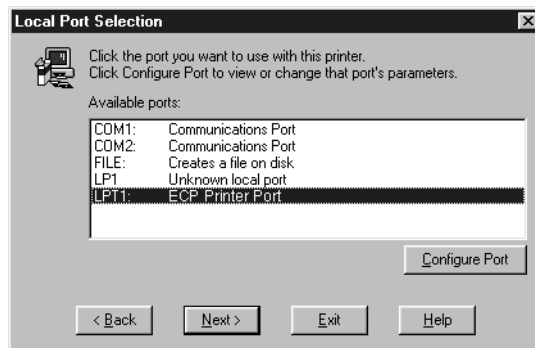 Local Port Selection
Click the port you want to use with this printer.
Click Configure Port to view or change that port's parameters.
Available ports:
COM1: Communications Port
COM2: Communications Port
FILE: Creates a file on disk
LP1 Unknown local port
LPT1: ECP Printer Port
Configure Port
< Back Next > Exit Help